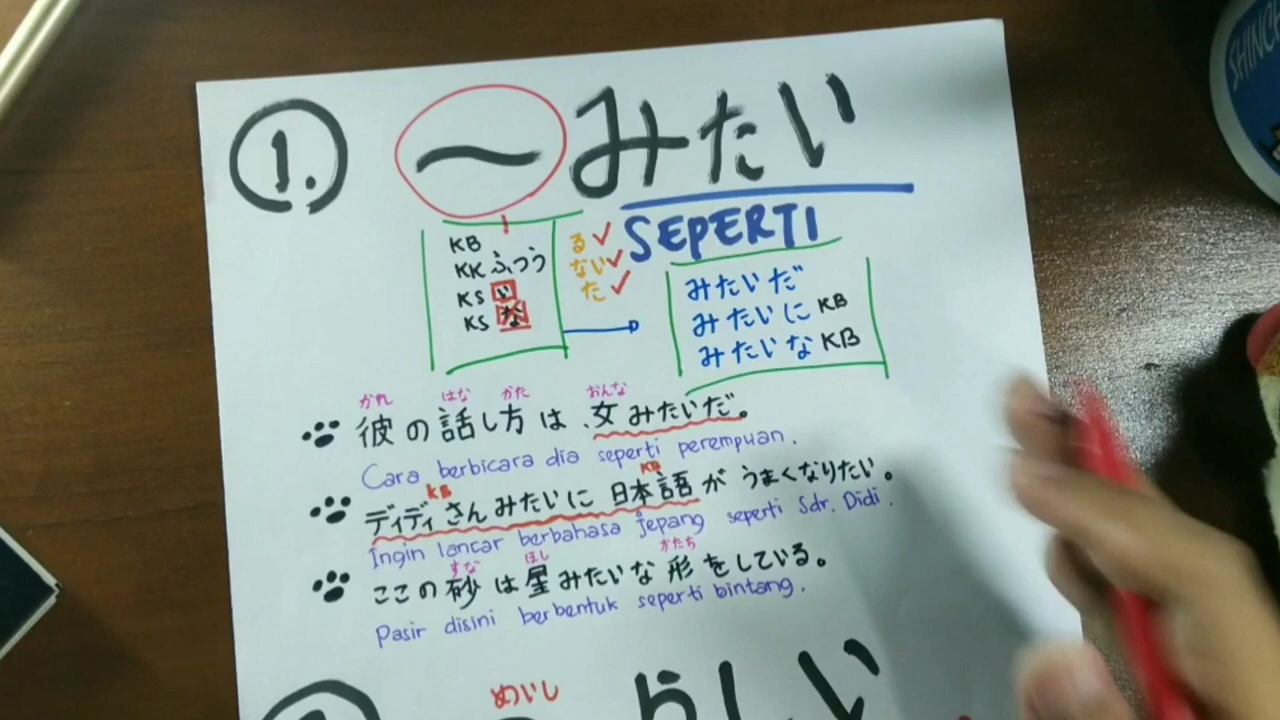 1. ～みたい
SEPERTI
KB
KK ふつう
KS い
KS な
る✓
ない✓
た✓
みたいだ
みたいに KB
みたいな KB
かれ はな かた おんな
彼の話し方は、女みたいだ。
Cara berbicara dia seperti perempuan.
KB KB
ディディさんみたいに日本語がうまくなりたい。
Ingin lancar berbahasa jepang seperti Sdr. Didi.
すな ほし かたち
ここの砂は星みたいな形をしている。
Pasir disini berbentuk seperti bintang.
めいし
らしい